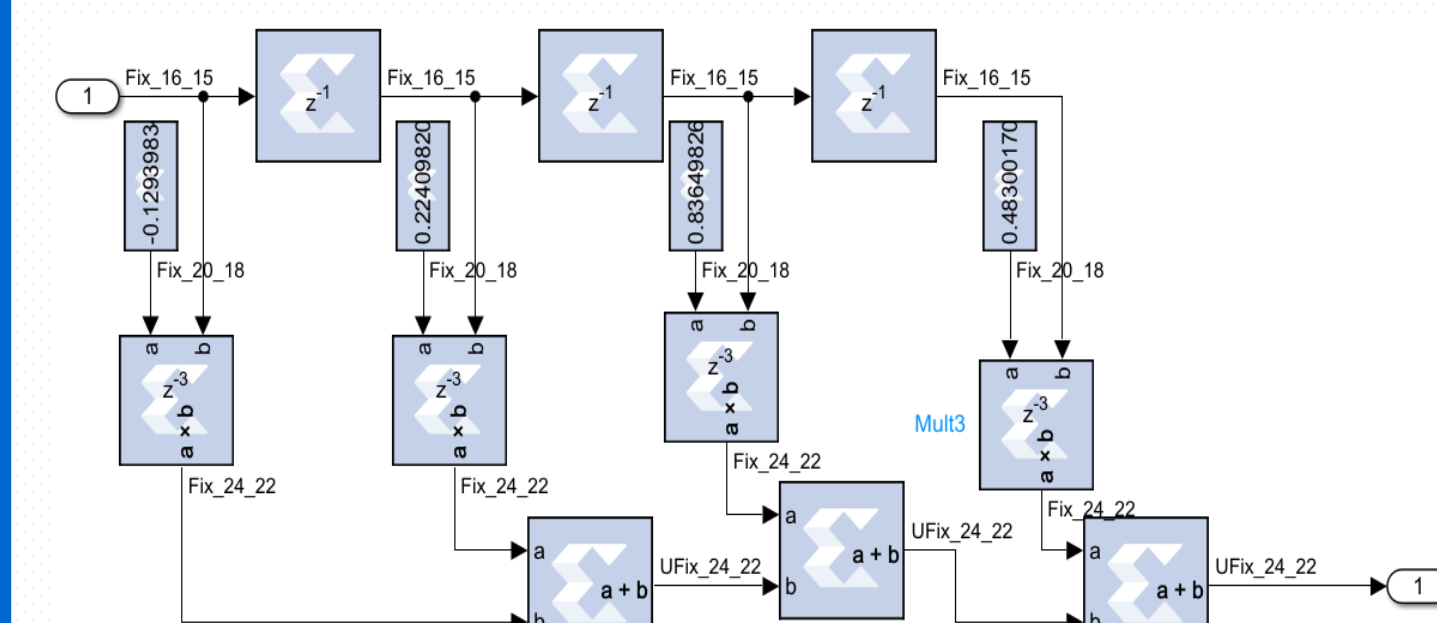 1
Fix_16_15
z-1
Fix_16_15
z-1
Fix_16_15
z-1
Fix_16_15
-0.1293983
0.22409820
0.83649826
0.48300170
Fix_20_18
Fix_20_18
Fix_20_18
Fix_20_18
a
b
z-3
a × b
a
b
z-3
a × b
a
b
z-3
a × b
Mult3
a
b
z-3
a × b
Fix_24_22
Fix_24_22
Fix_24_22
Fix_24_22
a
b
a + b
UFix_24_22
a
b
a + b
UFix_24_22
a
b
a + b
UFix_24_22
1